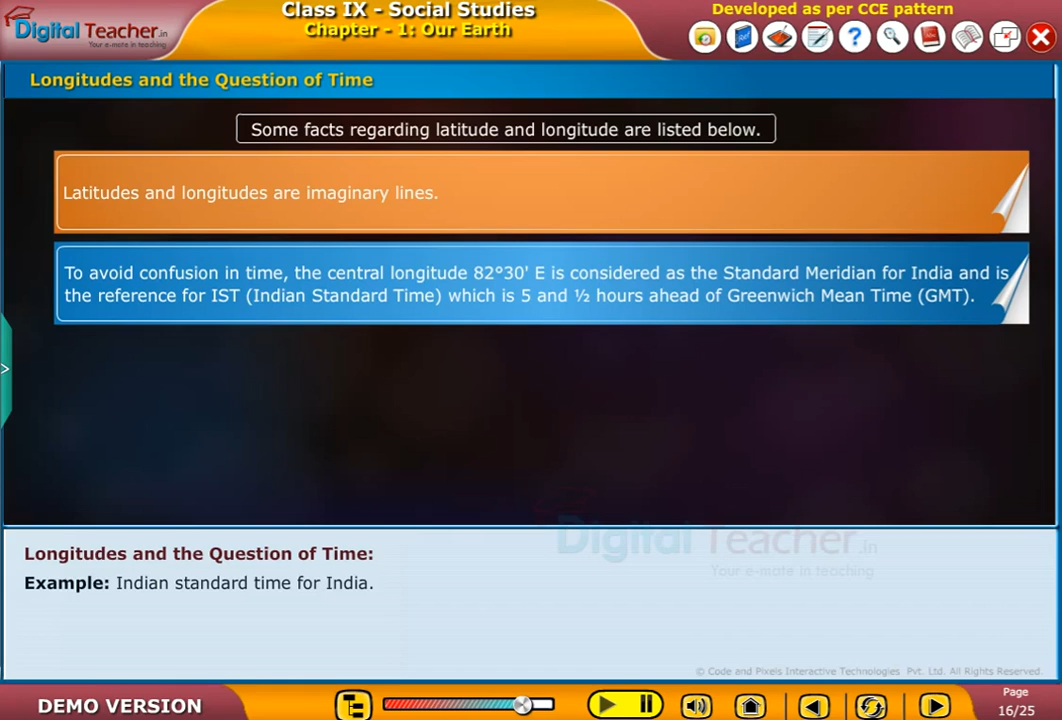 Digital Teacher.in
Your e-mate in teaching
Class IX - Social Studies
Chapter - 1: Our Earth
Developed as per CCE pattern
Longitudes and the Question of Time
Some facts regarding latitude and longitude are listed below.
Latitudes and longitudes are imaginary lines.
To avoid confusion in time, the central longitude 82°30' E is considered as the Standard Meridian for India and is
the reference for IST (Indian Standard Time) which is 5 and ½ hours ahead of Greenwich Mean Time (GMT).
>
Digital Teacher.in
Your e-mate in teaching
Longitudes and the Question of Time:
Example: Indian standard time for India.
© Code and Pixels Interactive Technologies Pvt. Ltd. All Rights Reserved.
DEMO VERSION
Page
16/25